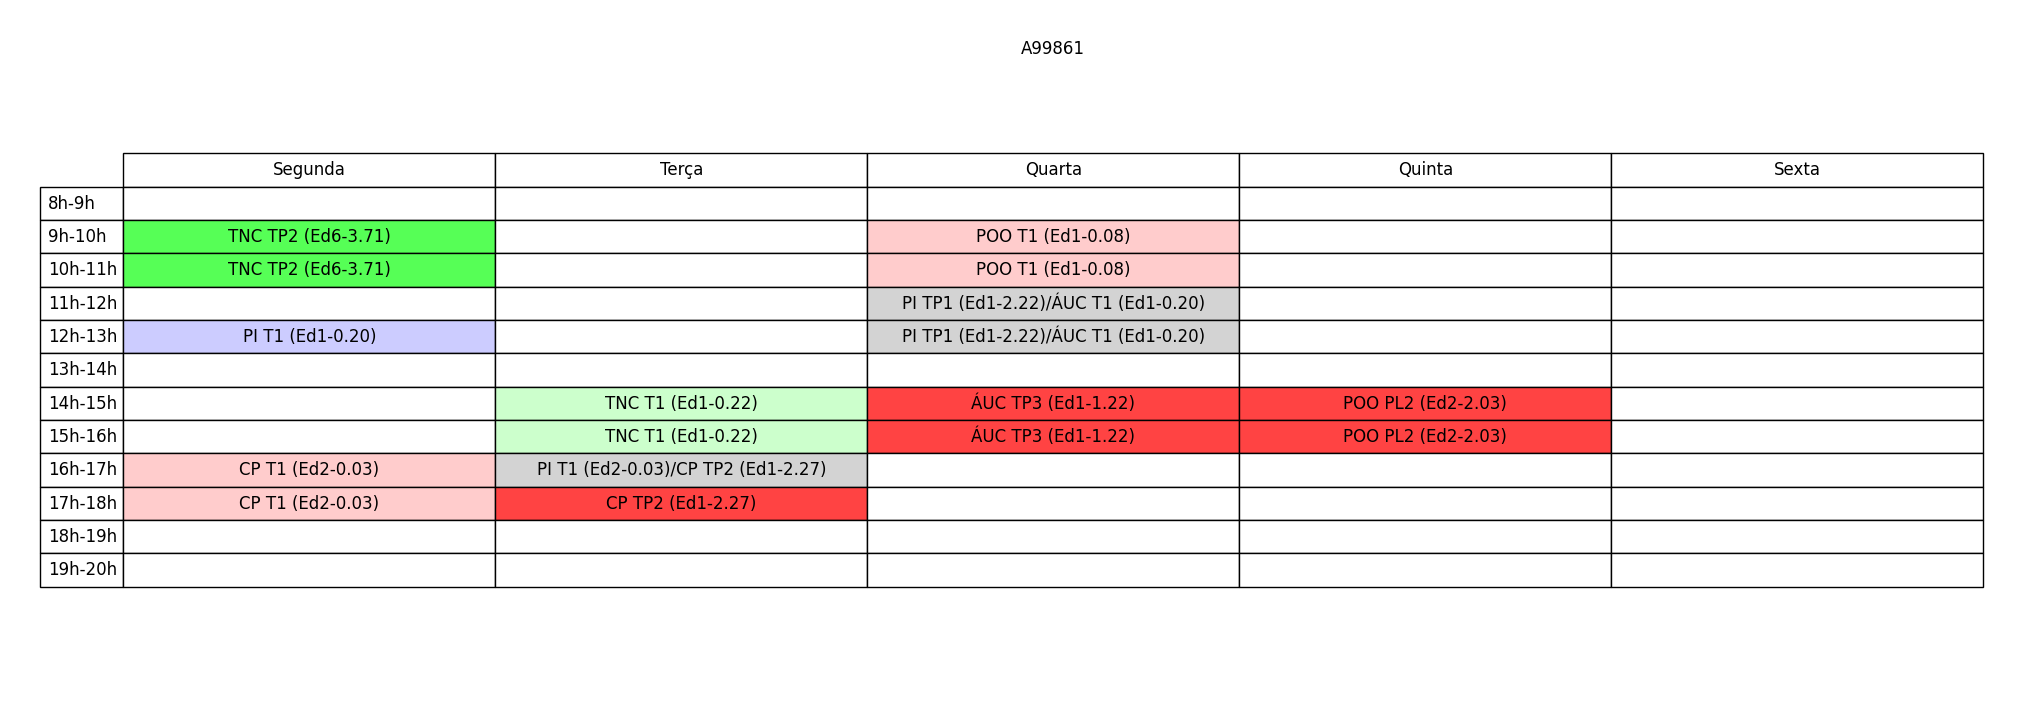 A99861
Segunda Terça Quarta Quinta Sexta
8h-9h
9h-10h TNC TP2 (Ed6-3.71) POO T1 (Ed1-0.08)
10h-11h TNC TP2 (Ed6-3.71) POO T1 (Ed1-0.08)
11h-12h PI TP1 (Ed1-2.22)/ÁUC T1 (Ed1-0.20)
12h-13h PI T1 (Ed1-0.20) PI TP1 (Ed1-2.22)/ÁUC T1 (Ed1-0.20)
13h-14h
14h-15h TNC T1 (Ed1-0.22) ÁUC TP3 (Ed1-1.22) POO PL2 (Ed2-2.03)
15h-16h TNC T1 (Ed1-0.22) ÁUC TP3 (Ed1-1.22) POO PL2 (Ed2-2.03)
16h-17h CP T1 (Ed2-0.03) PI T1 (Ed2-0.03)/CP TP2 (Ed1-2.27)
17h-18h CP T1 (Ed2-0.03) CP TP2 (Ed1-2.27)
18h-19h
19h-20h